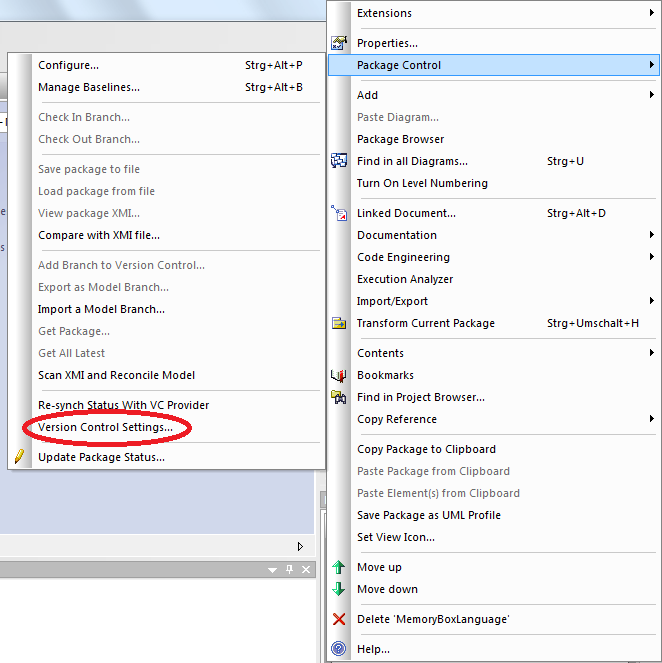 Configure... Strg+Alt+P
Manage Baselines... Strg+Alt+B
Check In Branch...
Check Out Branch...
Save package to file
Load package from file
View package XMI...
Compare with XMI file...
Add Branch to Version Control...
Export as Model Branch...
Import a Model Branch...
Get Package...
Get All Latest
Scan XMI and Reconcile Model
Re-synch Status With VC Provider
Version Control Settings...
Update Package Status...
Extensions
Properties...
Package Control
Add
Paste Diagram...
Package Browser
Find in all Diagrams... Strg+U
Turn On Level Numbering
Linked Document... Strg+Alt+D
Documentation
Code Engineering
Execution Analyzer
Import/Export
Transform Current Package Strg+Umschalt+H
Contents
Bookmarks
Find in Project Browser...
Copy Reference
Copy Package to Clipboard
Paste Package from Clipboard
Paste Element(s) from Clipboard
Save Package as UML Profile
Set View Icon...
Move up
Move down
Delete 'MemoryBoxLanguage'
Help...